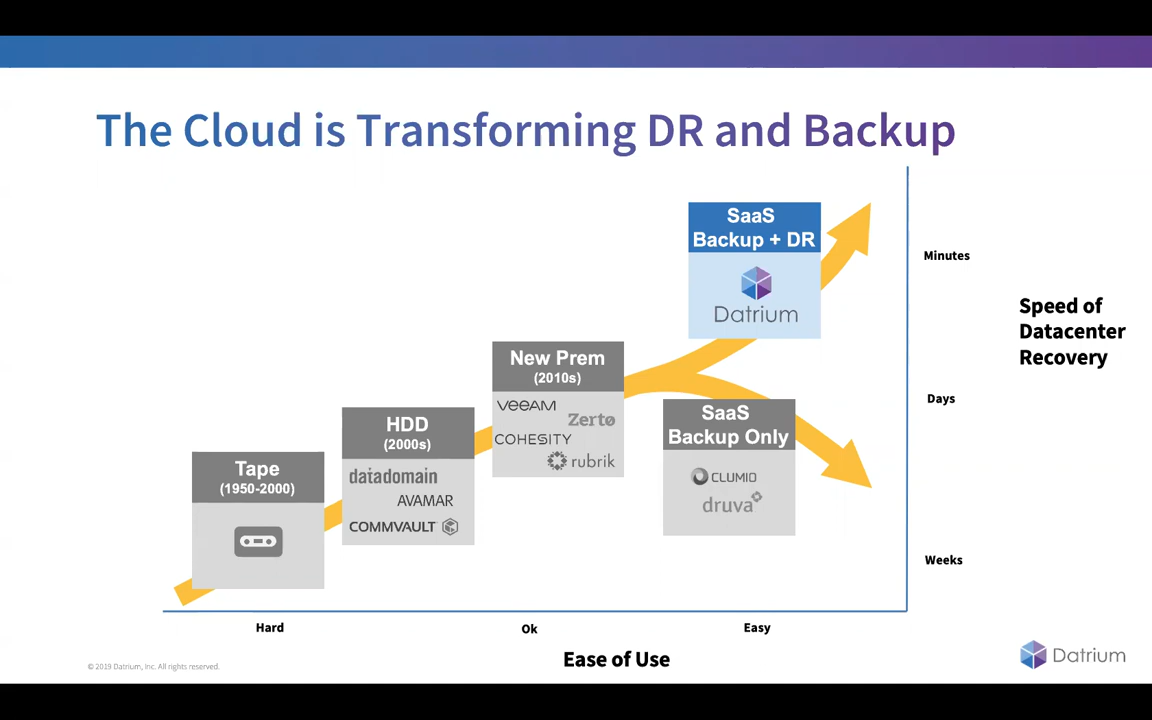 The Cloud is Transforming DR and Backup
SaaS
Backup + DR
Datrium
Minutes
Speed of
Datacenter
Recovery
New Prem
(2010s)
VEEAM
Zerto
COHESITY
rubrik
Days
SaaS
Backup Only
CLUMIO
druva
HDD
(2000s)
datadomain
AVAMAR
COMMVAULT
Tape
(1950-2000)
Weeks
Hard
Ok
Easy
Ease of Use
© 2019 Datrium, Inc. All rights reserved.
Datrium